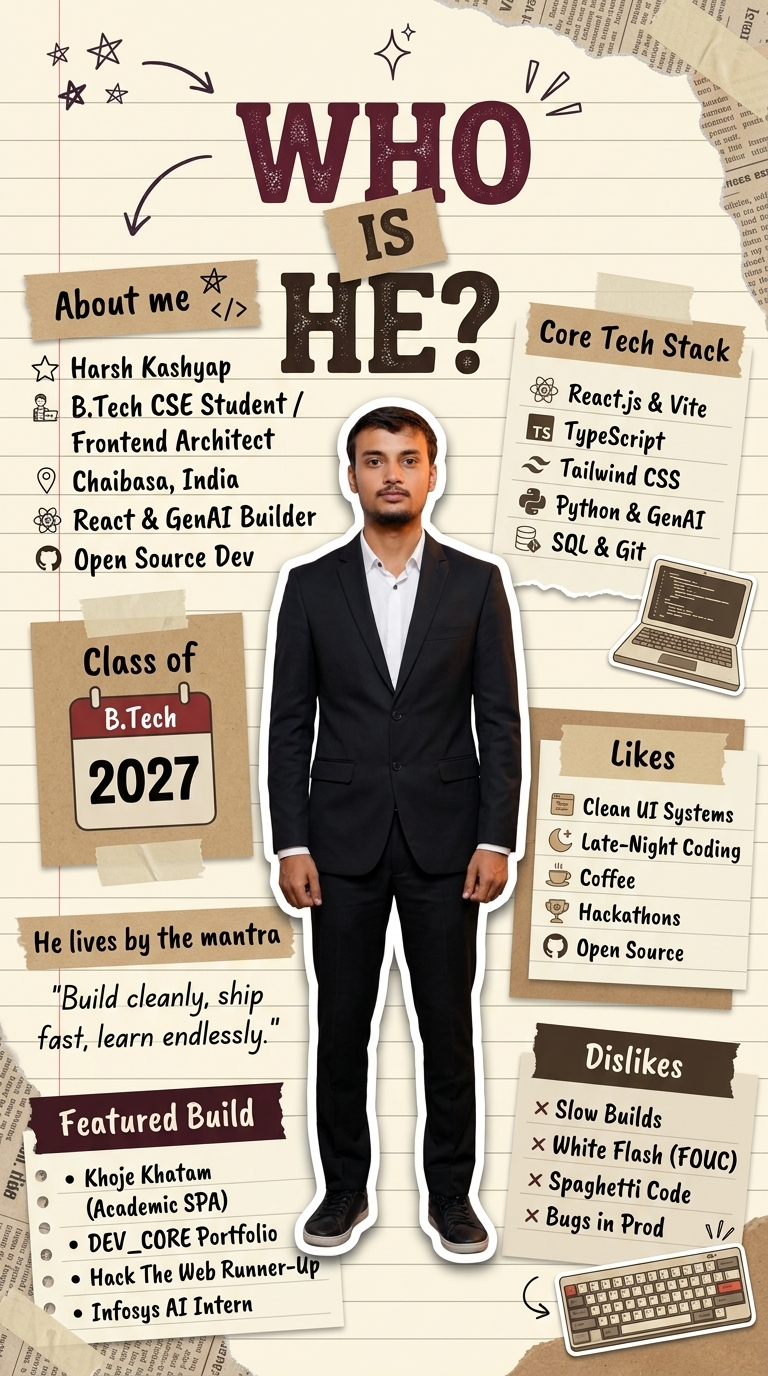 WHO
IS
HE?
About me
</>
Harsh Kashyap
B.Tech CSE Student /
Frontend Architect
Chaibasa, India
React & GenAI Builder
Open Source Dev
Core Tech Stack
React.js & Vite
TS
TypeScript
Tailwind CSS
Python & GenAI
SQL & Git
Class of
B.Tech
2027
Likes
Clean UI Systems
Late-Night Coding
Coffee
Hackathons
Open Source
He lives by the mantra
"Build cleanly, ship
fast, learn endlessly."
Dislikes
Slow Builds
White Flash (FOUC)
Spaghetti Code
Bugs in Prod
Featured Build
Khoje Khatam
(Academic SPA)
DEV_CORE Portfolio
Hack The Web Runner-Up
Infosys AI Intern